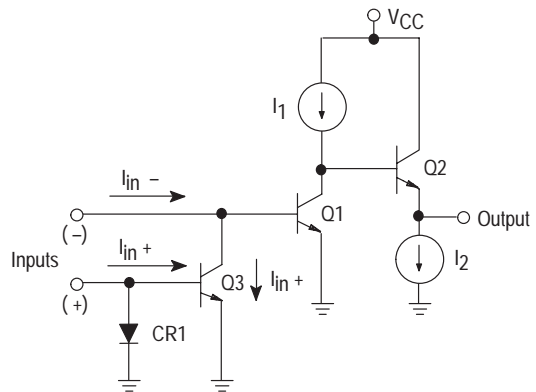 VCC
I1
Q2
Iin –
Q1
Output
(–)
Inputs
Iin +
Q3
Iin +
I2
(+)
CR1